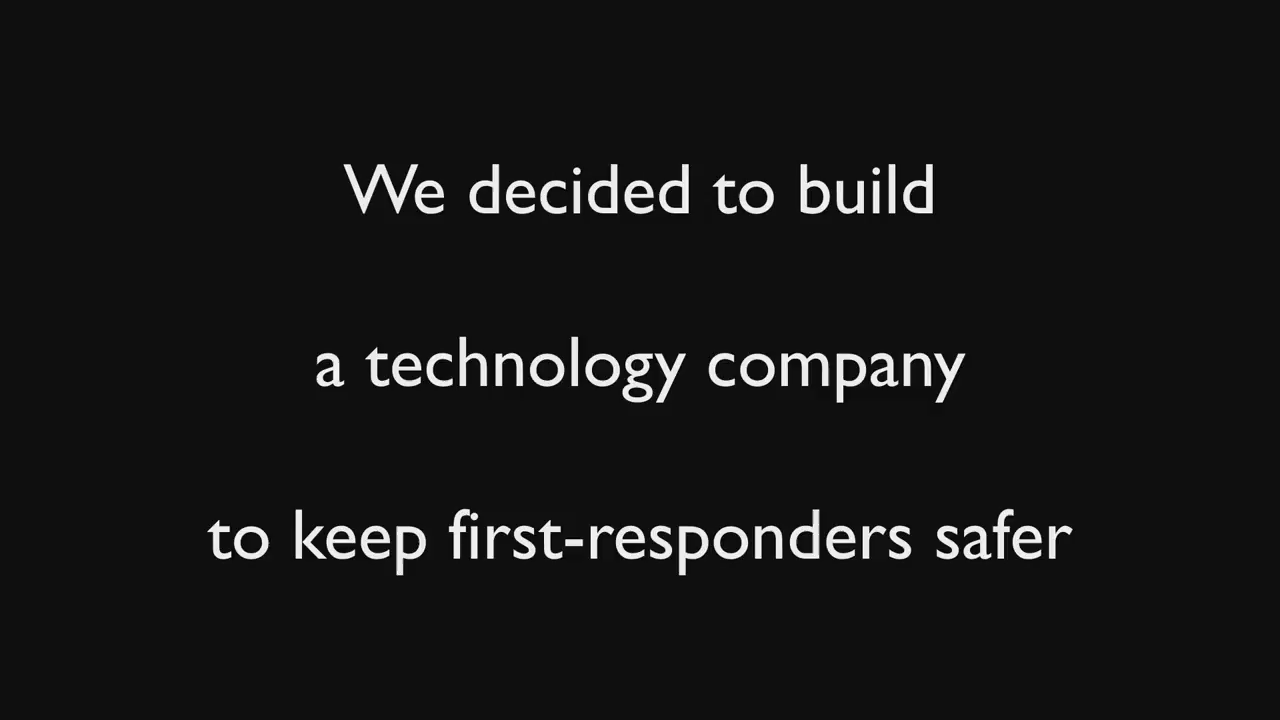 We decided to build
a technology company
to keep first-responders safer